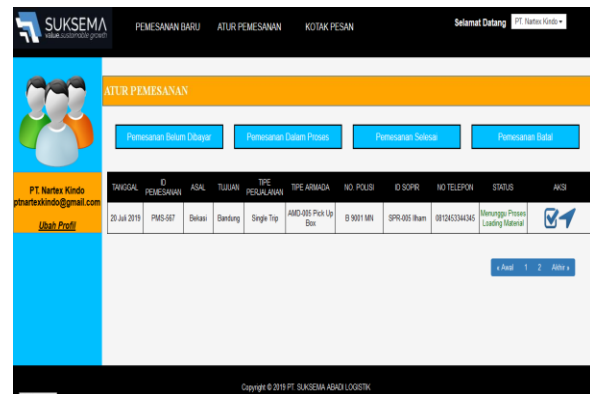 SUKSEMA
value.sustainable growth
PEMESANAN BARU
ATUR PEMESANAN
KOTAK PESAN
Selamat Datang
PT. Nartex Kindo
ATUR PEMESANAN
Pemesanan Belum Dibayar
Pemesanan Dalam Proses
Pemesanan Selesai
Pemesanan Batal
PT. Nartex Kindo
ptnartexkindo@gmail.com
Ubah Profil
TANGGAL
ID PEMESANAN
ASAL
TUJUAN
TIPE PERJALANAN
TIPE ARMADA
NO. POLISI
ID SOPIR
NO TELEPON
STATUS
AKSI
20 Juli 2019
PMS-567
Bekasi
Bandung
Single Trip
AMD-005 Pick Up
Box
B 9001 MN
SPR-005 Ilham
0812453344345
Menunggu Proses
Loading Material
« Awal 1 2 Akhir »
Copyright © 2019 PT. SUKSEMA ABADI LOGISTIK